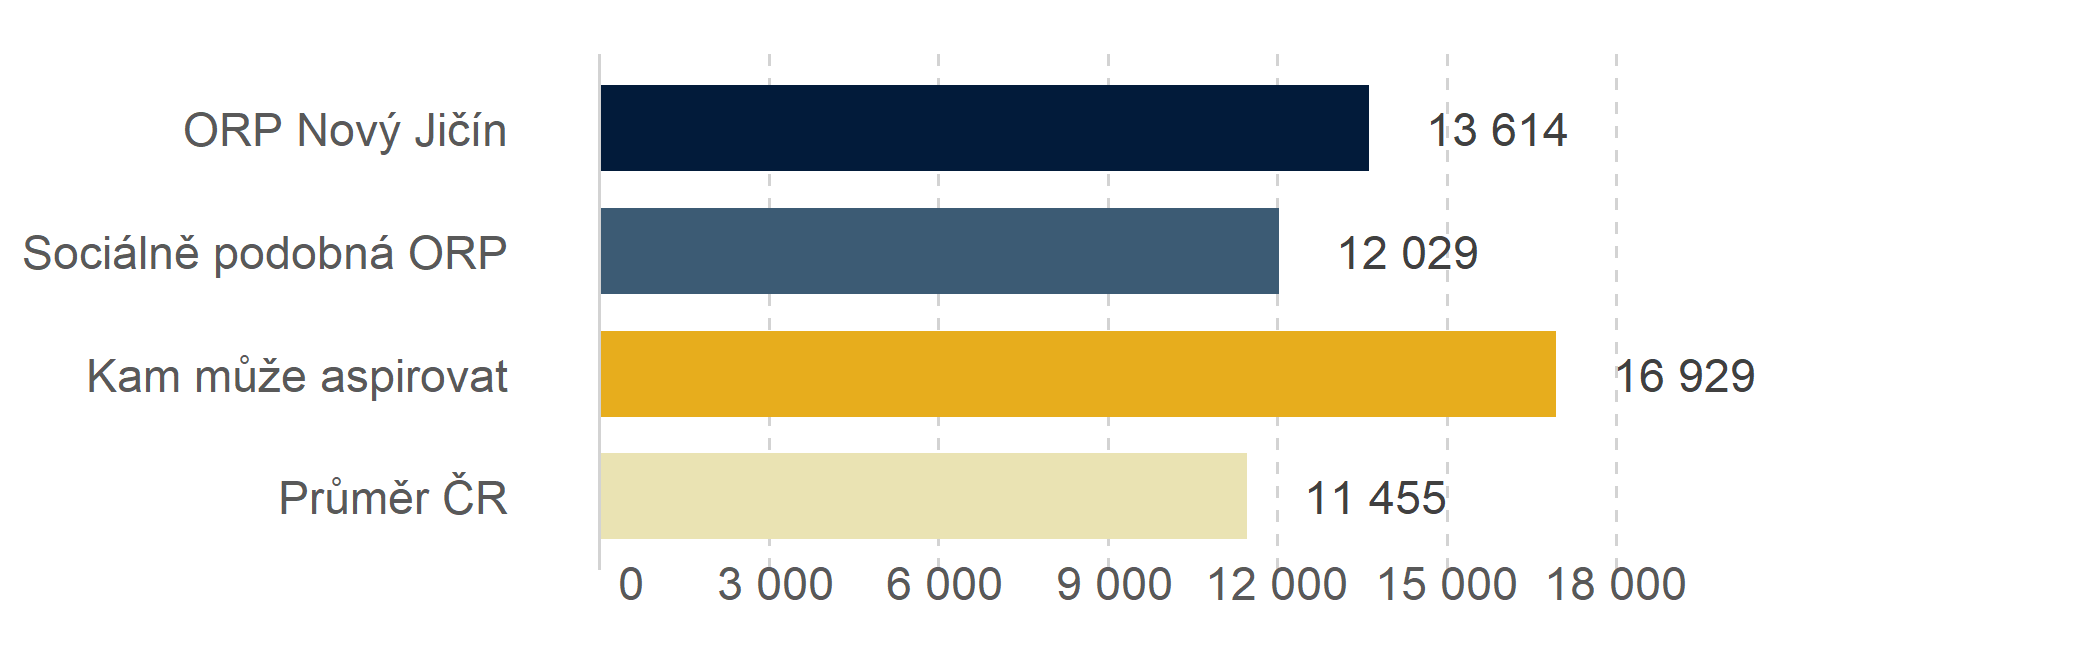 ORP Nový Jičín 13 614
Sociálně podobná ORP 12 029
Kam může aspirovat 16 929
Průměr ČR 11 455
0 3 000 6 000 9 000 12 000 15 000 18 000